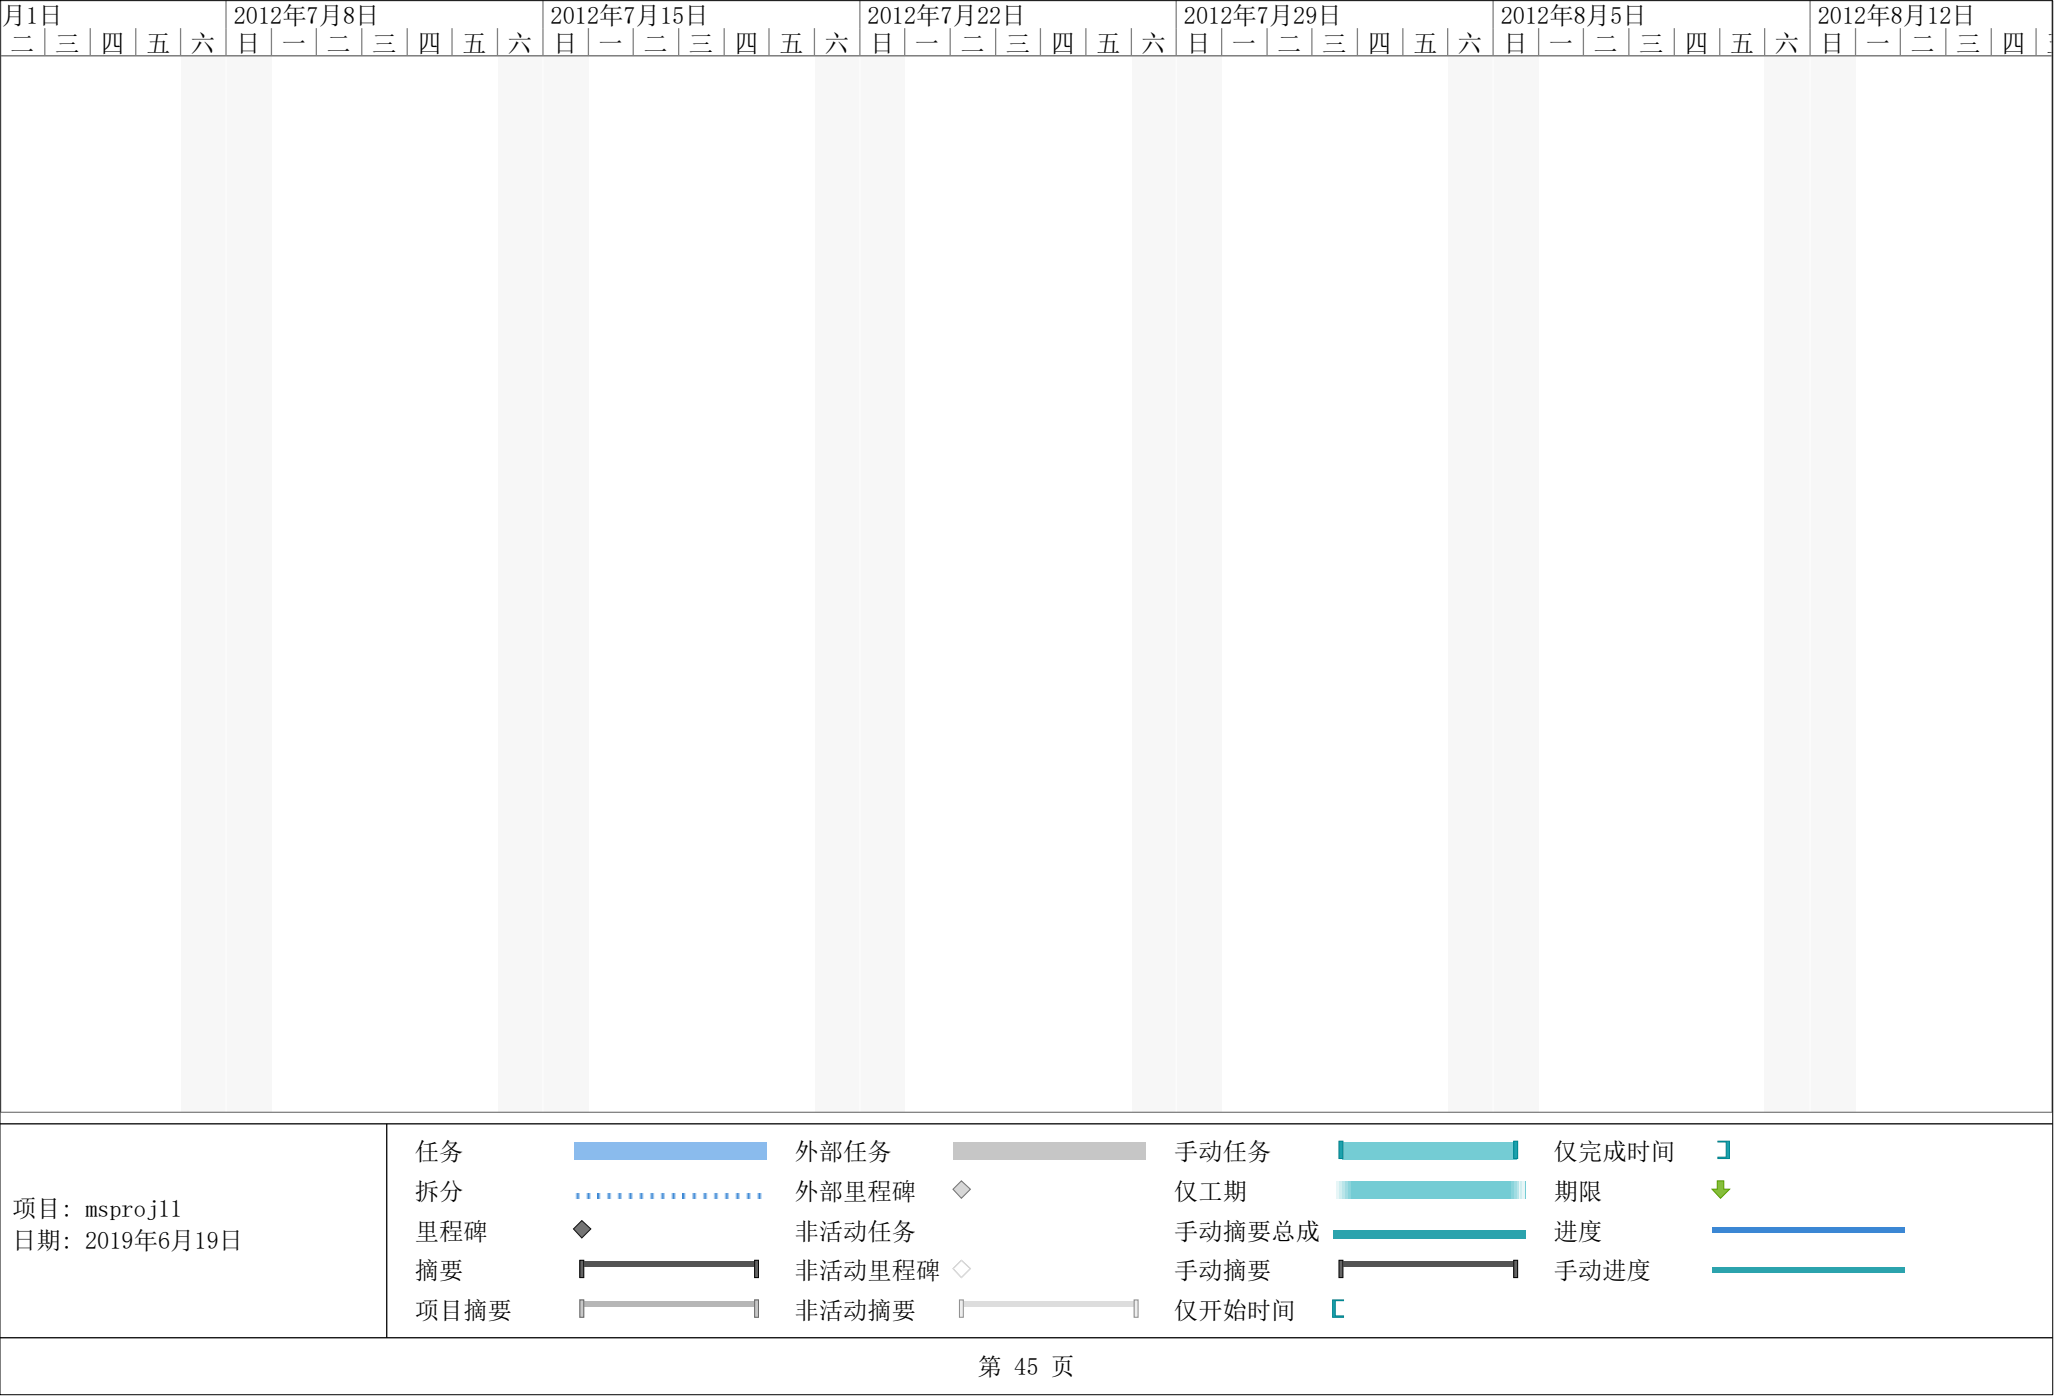 月1日 2012年7月8日 2012年7月15日 2012年7月22日 2012年7月29日 2012年8月5日 2012年8月12日
二 三 四 五 六 日 一 二 三 四 五 六 日 一 二 三 四 五 六 日 一 二 三 四 五 六 日 一 二 三 四 五 六 日 一 二 三 四 五 六 日 一 二 三 四
项目: msproj11
日期: 2019年6月19日
任务 外部任务 手动任务 仅完成时间
拆分 外部里程碑 仅工期 期限
里程碑 非活动任务 手动摘要总成 进度
摘要 非活动里程碑 手动摘要 手动进度
项目摘要 非活动摘要 仅开始时间
第 45 页